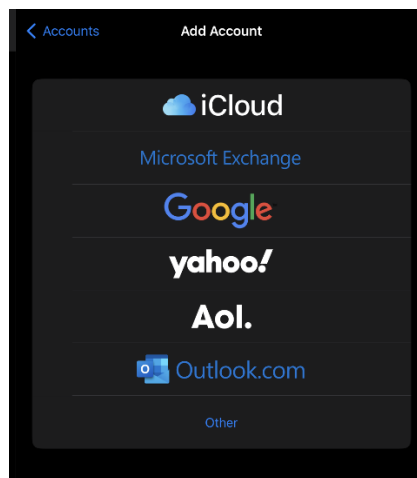 Accounts
Add Account
iCloud
Microsoft Exchange
Google
yahoo!
Aol.
Outlook.com
Other